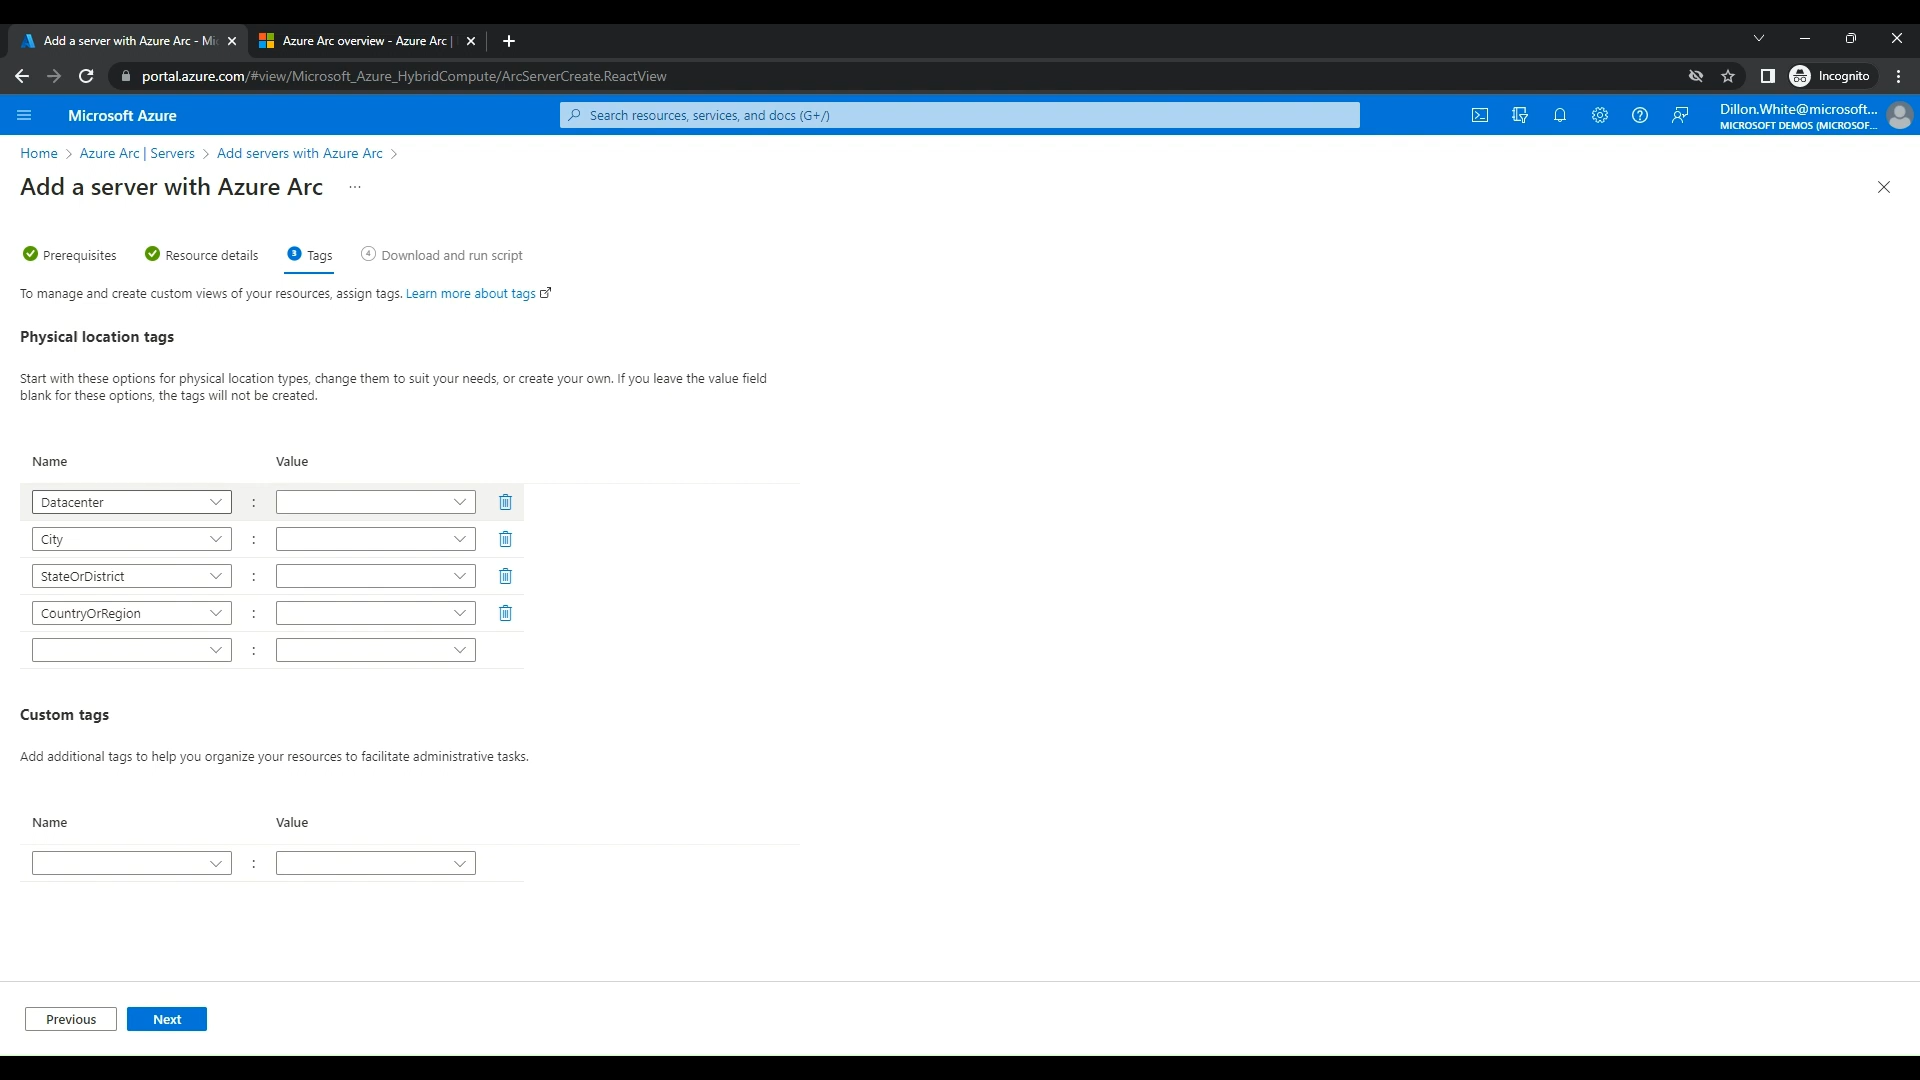 Add a server with Azure Arc - Mic
Azure Arc overview - Azure Arc |
portal.azure.com/#view/Microsoft_Azure_HybridCompute/ArcServerCreate.ReactView
Incognito
Microsoft Azure
Search resources, services, and docs (G+/)
Dillon.White@microsoft...
MICROSOFT DEMOS (MICROSOF...
Home > Azure Arc | Servers > Add servers with Azure Arc >
Add a server with Azure Arc ...
Prerequisites
Resource details
3 Tags
4 Download and run script
To manage and create custom views of your resources, assign tags. Learn more about tags
Physical location tags
Start with these options for physical location types, change them to suit your needs, or create your own. If you leave the value field
blank for these options, the tags will not be created.
Name Value
Datacenter :
City :
StateOrDistrict :
CountryOrRegion :
:
Custom tags
Add additional tags to help you organize your resources to facilitate administrative tasks.
Name Value
:
Previous Next